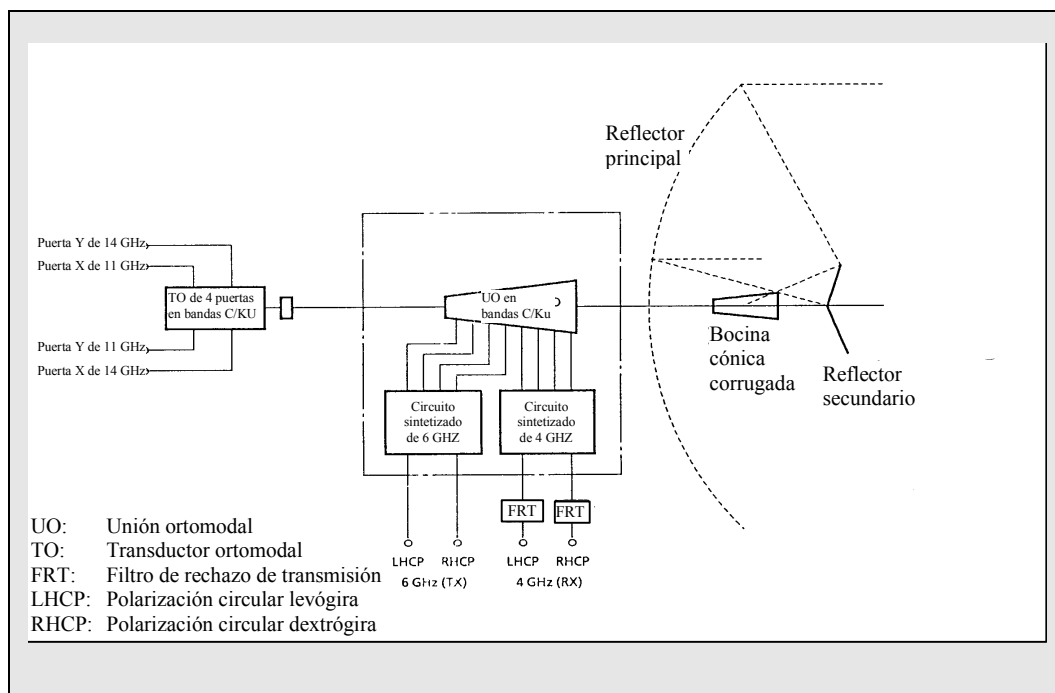 Reflector
principal
Puerta Y de 14 GHz
Puerta X de 11 GHz
TO de 4 puertas
en bandas C/KU
Puerta Y de 11 GHz
Puerta X de 14 GHz
UO en
bandas C/Ku
Bocina
cónica
corrugada
Reflector
secundario
Circuito
sintetizado
de 6 GHZ
Circuito
sintetizado
de 4 GHZ
FRT
FRT
LHCP
RHCP
LHCP
RHCP
6 GHz (TX)
4 GHz (RX)
UO: Unión ortomodal
TO: Transductor ortomodal
FRT: Filtro de rechazo de transmisión
LHCP: Polarización circular levógira
RHCP: Polarización circular dextrógira